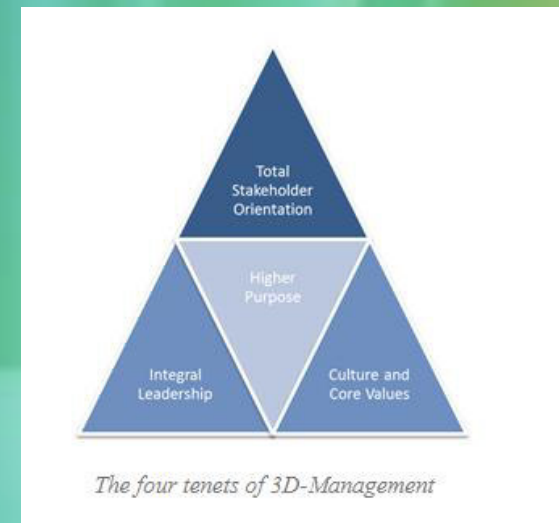 Total
Stakeholder
Orientation
Higher
Purpose
Integral
Leadership
Culture and
Core Values
The four tenets of 3D-Management